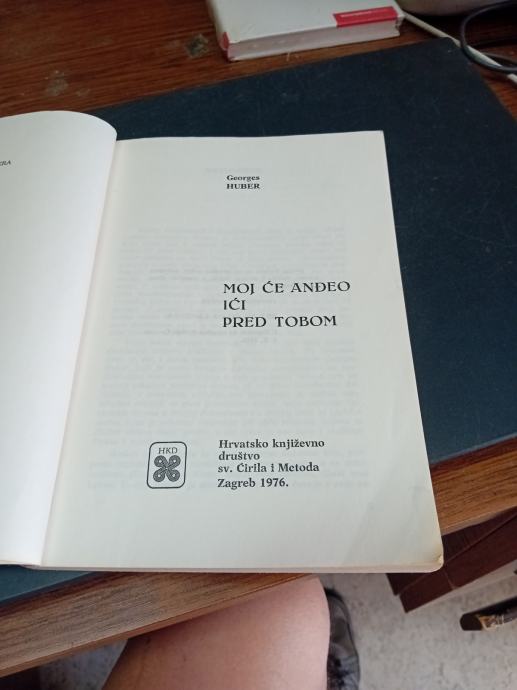 Georges
HUBER
MOJ ĆE ANĐEO
IĆI
PRED TOBOM
HKD
Hrvatsko književno
društvo
sv. Ćirila i Metoda
Zagreb 1976.